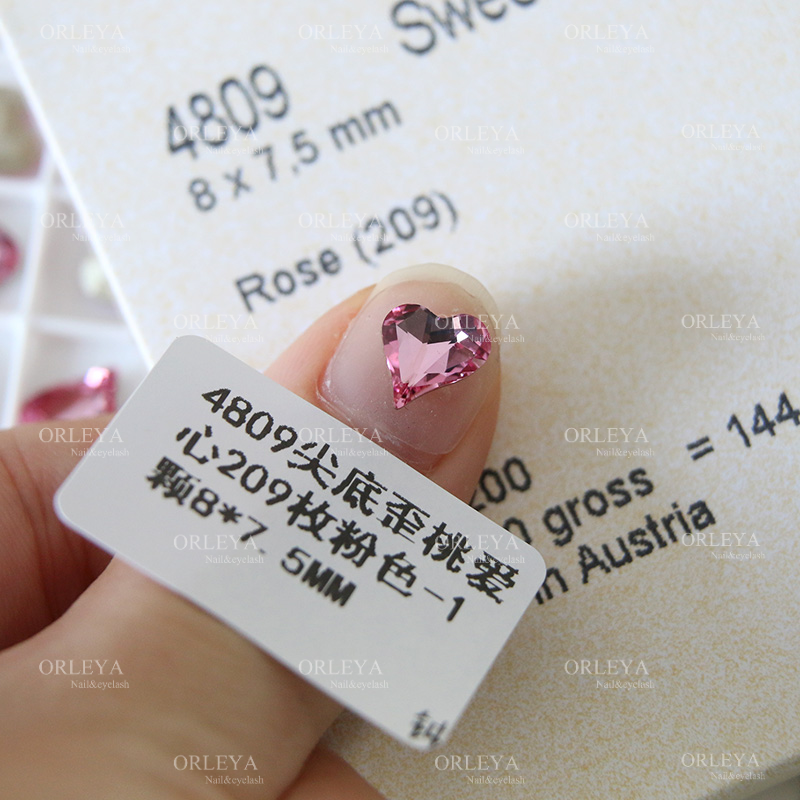 4809
8 x 7,5 mm
Rose (209)
= 144
gross
in Austria
4809尖底歪桃爱
心209枚粉色-1
颗8*7.5MM
ORLEYA
Nail&eyelash